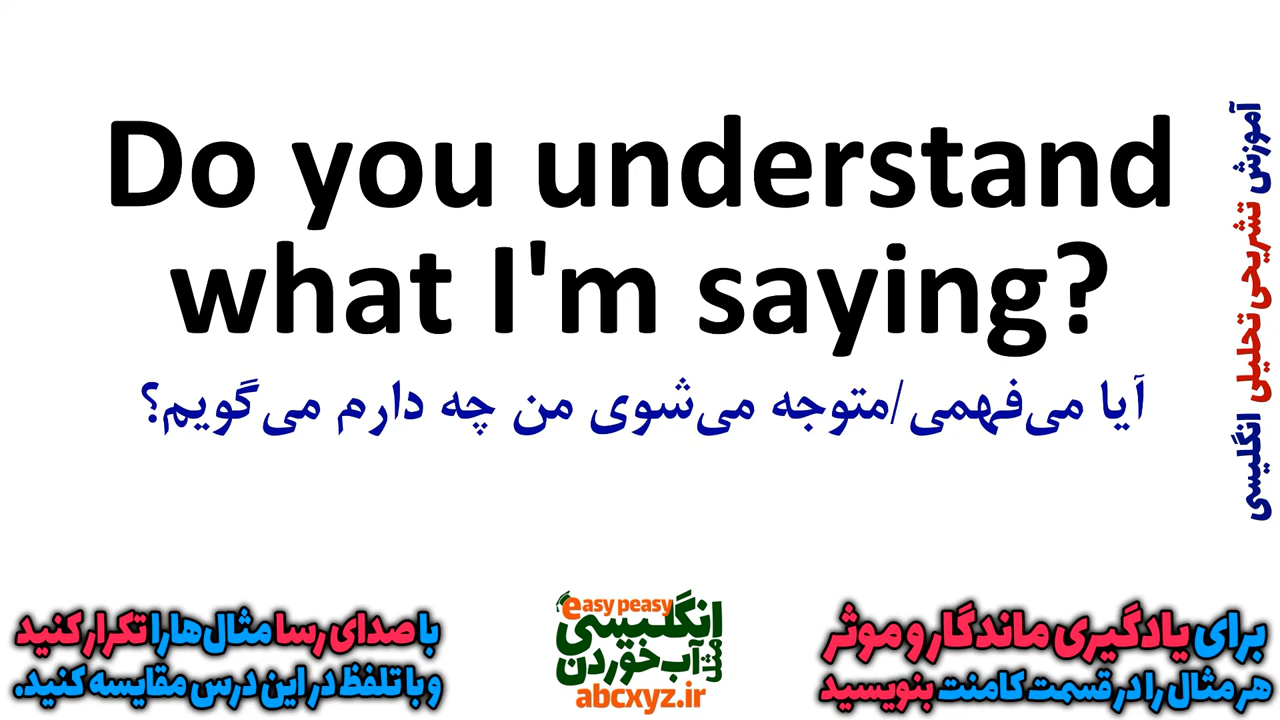 Do you understand
what I'm saying?
آیا می‌فهمی/متوجه می‌شوی من چه دارم می‌گویم؟
آموزش تشریحی تحلیلی انگلیسی
با صدای رسا مثال‌ها را تکرار کنید
و با تلفظ در این درس مقایسه کنید.
easy peasy
انگلیسی
مثل آب خوردن
abcxyz.ir
برای یادگیری ماندگار و موثر
هر مثال را در قسمت کامنت بنویسید